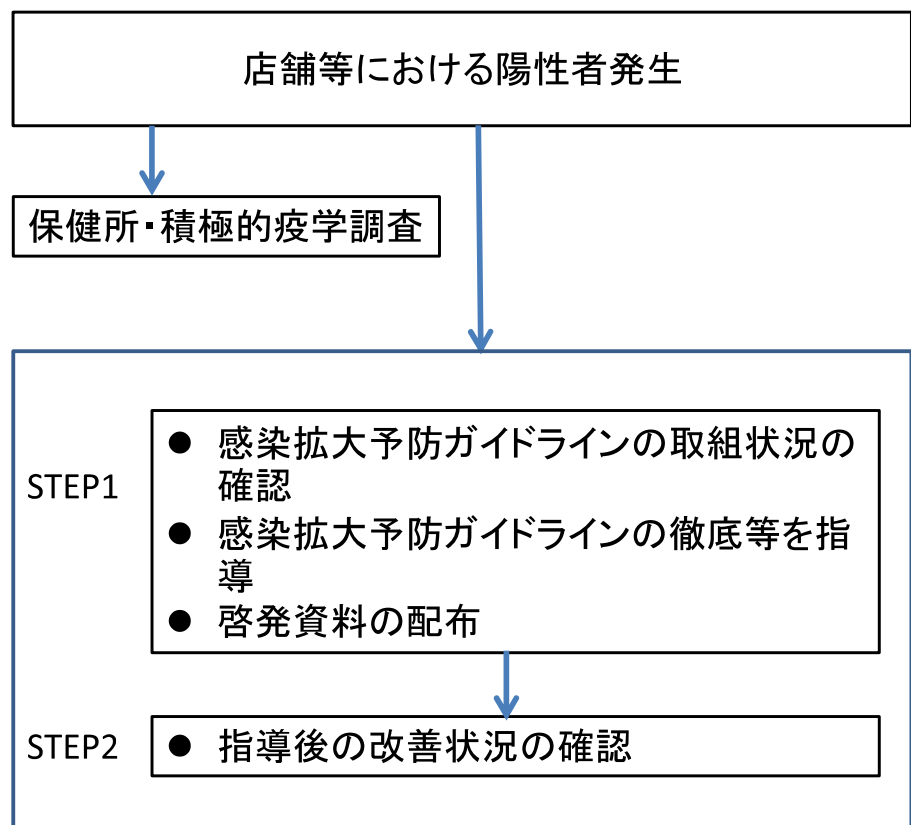 店舗等における陽性者発生
保健所・積極的疫学調査
STEP1
● 感染拡大予防ガイドラインの取組状況の
確認
● 感染拡大予防ガイドラインの徹底等を指
導
● 啓発資料の配布
STEP2
● 指導後の改善状況の確認